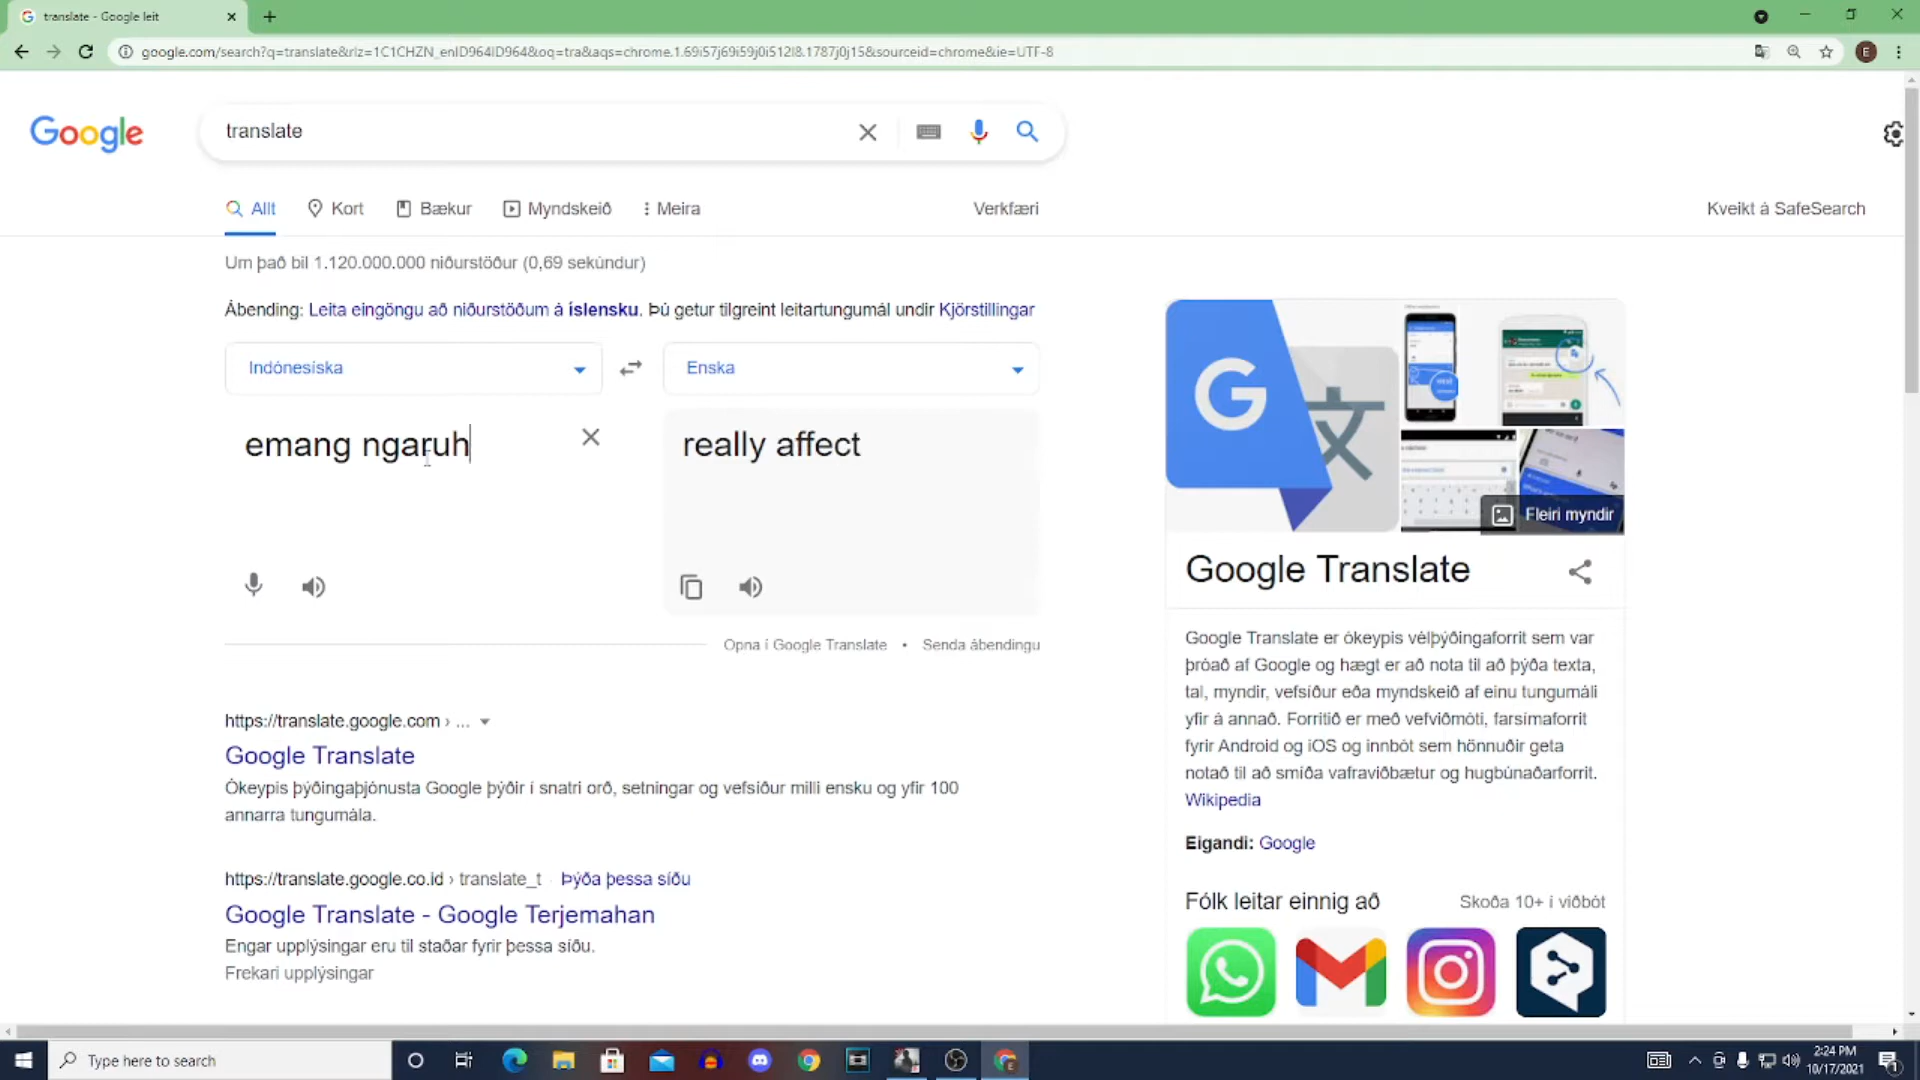 translate - Google leit
google.com/search?q=translate&rlz=1C1CHZN_enID964ID964&oq=tra&aqs=chrome.1.69i57j69i59j0i512l8.1787j0j15&sourceid=chrome&ie=UTF-8
E
Google
translate
Allt
Kort
Bækur
Myndskeið
Meira
Verkfæri
Kveikt á SafeSearch
Um það bil 1.120.000.000 niðurstöður (0,69 sekúndur)
Ábending: Leita eingöngu að niðurstöðum á íslensku. Þú getur tilgreint leitartungumál undir Kjörstillingar
Indónesíska
Enska
emang ngaruh
really affect
Opna í Google Translate • Senda ábendingu
https://translate.google.com › ...
Google Translate
Ókeypis þýðingaþjónusta Google þýðir í snatri orð, setningar og vefsíður milli ensku og yfir 100
annarra tungumála.
https://translate.google.co.id › translate_t · Þýða þessa síðu
Google Translate - Google Terjemahan
Engar upplýsingar eru til staðar fyrir þessa síðu.
Frekari upplýsingar
G
文
Fleiri myndir
Google Translate
Google Translate er ókeypis vélþýðingaforrit sem var
þróað af Google og hægt er að nota til að þýða texta,
tal, myndir, vefsíður eða myndskeið af einu tungumáli
yfir á annað. Forritið er með vefviðmóti, farsímaforrit
fyrir Android og iOS og innbót sem hönnuðir geta
notað til að smíða vafraviðbætur og hugbúnaðarforrit.
Wikipedia
Eigandi: Google
Fólk leitar einnig að
Skoða 10+ í viðbót
Type here to search
2:24 PM
10/17/2021